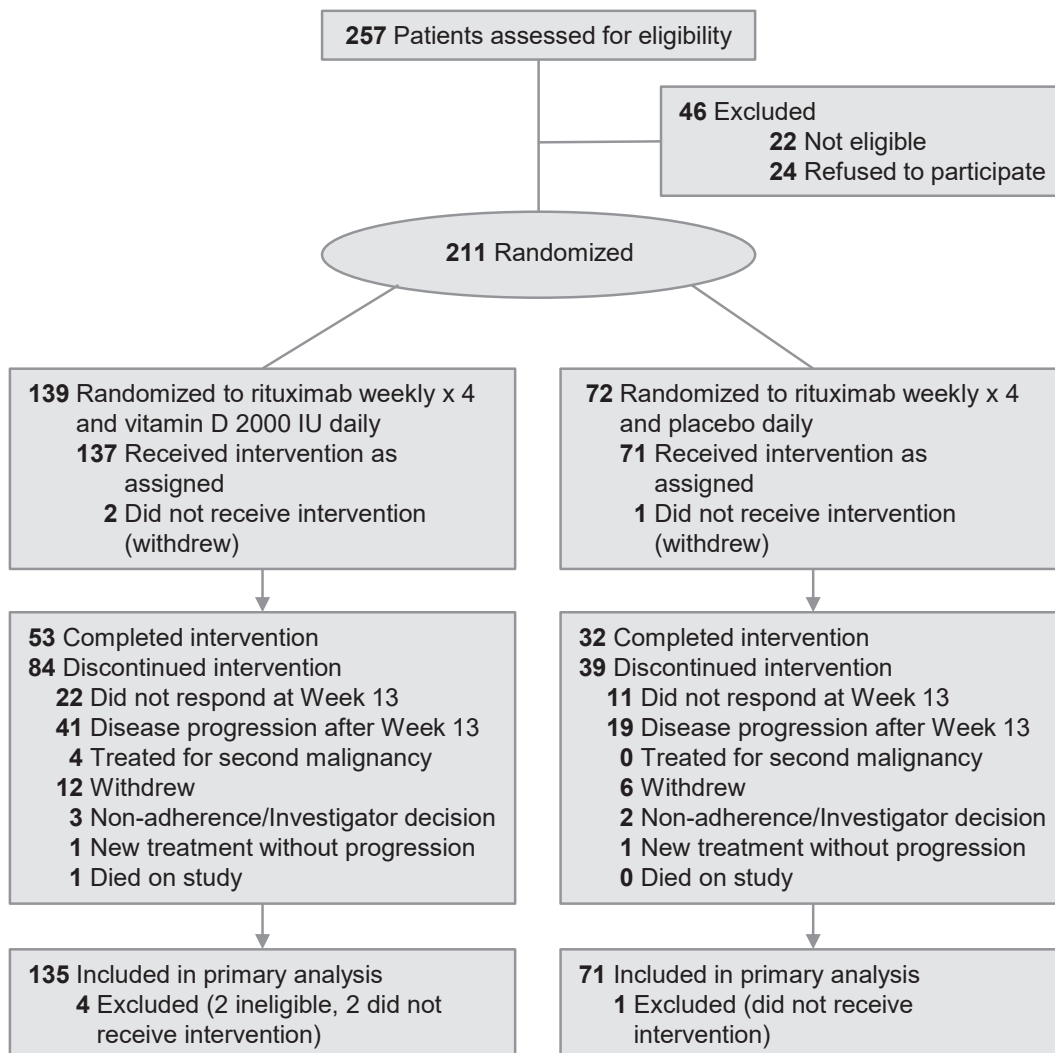 257 Patients assessed for eligibility
46 Excluded
22 Not eligible
24 Refused to participate
211 Randomized
139 Randomized to rituximab weekly x 4
and vitamin D 2000 IU daily
137 Received intervention as
assigned
2 Did not receive intervention
(withdrew)
72 Randomized to rituximab weekly x 4
and placebo daily
71 Received intervention as
assigned
1 Did not receive intervention
(withdrew)
53 Completed intervention
84 Discontinued intervention
22 Did not respond at Week 13
41 Disease progression after Week 13
4 Treated for second malignancy
12 Withdrew
3 Non-adherence/Investigator decision
1 New treatment without progression
1 Died on study
32 Completed intervention
39 Discontinued intervention
11 Did not respond at Week 13
19 Disease progression after Week 13
0 Treated for second malignancy
6 Withdrew
2 Non-adherence/Investigator decision
1 New treatment without progression
0 Died on study
135 Included in primary analysis
4 Excluded (2 ineligible, 2 did not
receive intervention)
71 Included in primary analysis
1 Excluded (did not receive
intervention)